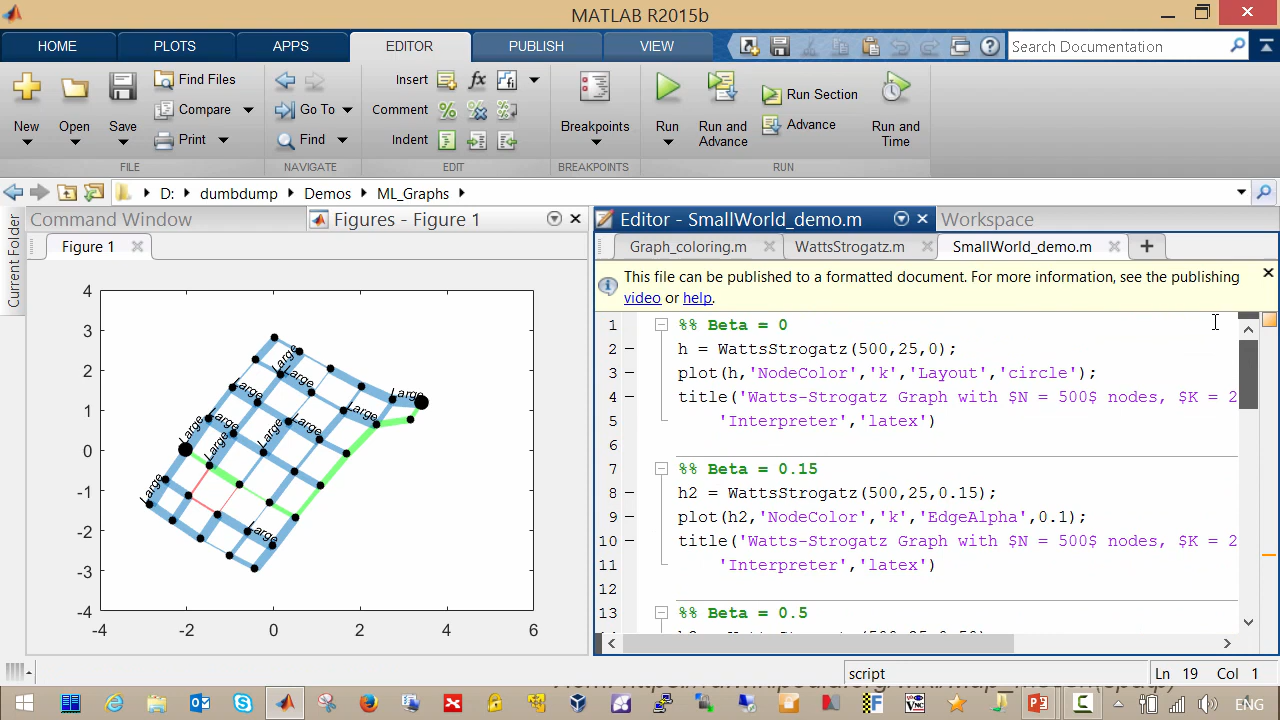 MATLAB R2015b
HOME PLOTS APPS EDITOR PUBLISH VIEW Search Documentation
New Open Save Find Files Compare Print
Go To Find
Insert fx
Comment
Indent
Breakpoints
Run Run and Advance Run Section Advance Run and Time
FILE NAVIGATE EDIT BREAKPOINTS RUN
D: dumbdump Demos ML_Graphs
Current Folder
Command Window Figures - Figure 1
Figure 1
4
3
2
1
0
-1
-2
-3
-4
-4 -2 0 2 4 6
Large
Large
Large
Large
Large
Large
Large
Large
Large
Large
Large
Large
Editor - SmallWorld_demo.m Workspace
Graph_coloring.m WattsStrogatz.m SmallWorld_demo.m
This file can be published to a formatted document. For more information, see the publishing
video or help.
1 %% Beta = 0
2 h = WattsStrogatz(500,25,0);
3 plot(h,'NodeColor','k','Layout','circle');
4 title('Watts-Strogatz Graph with $N = 500$ nodes, $K = 2
5 'Interpreter','latex')
6
7 %% Beta = 0.15
8 h2 = WattsStrogatz(500,25,0.15);
9 plot(h2,'NodeColor','k','EdgeAlpha',0.1);
10 title('Watts-Strogatz Graph with $N = 500$ nodes, $K = 2
11 'Interpreter','latex')
12
13 %% Beta = 0.5
script Ln 19 Col 1
ENG